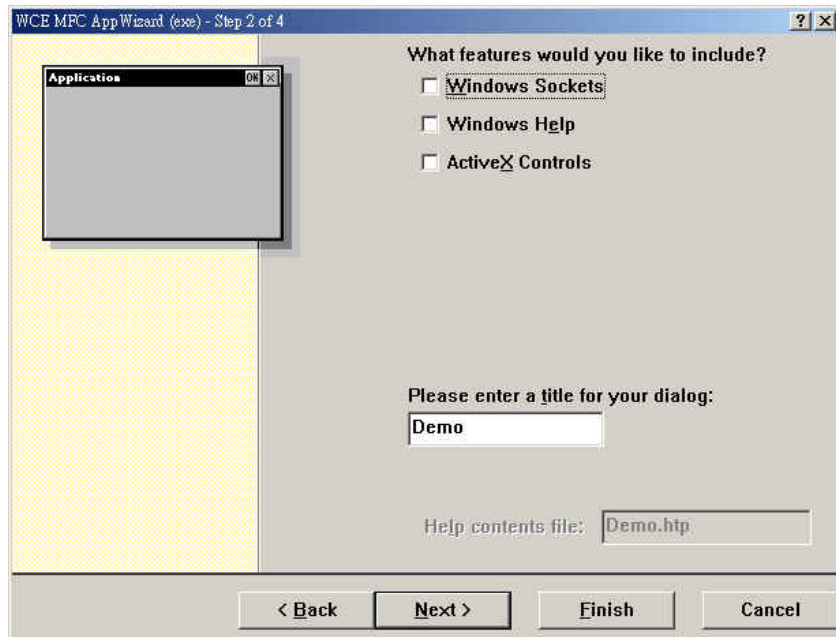 WCE MFC AppWizard (exe) - Step 2 of 4
Application
OK
What features would you like to include?
Windows Sockets
Windows Help
ActiveX Controls
Please enter a title for your dialog:
Demo
Help contents file:
Demo.htp
< Back
Next >
Finish
Cancel